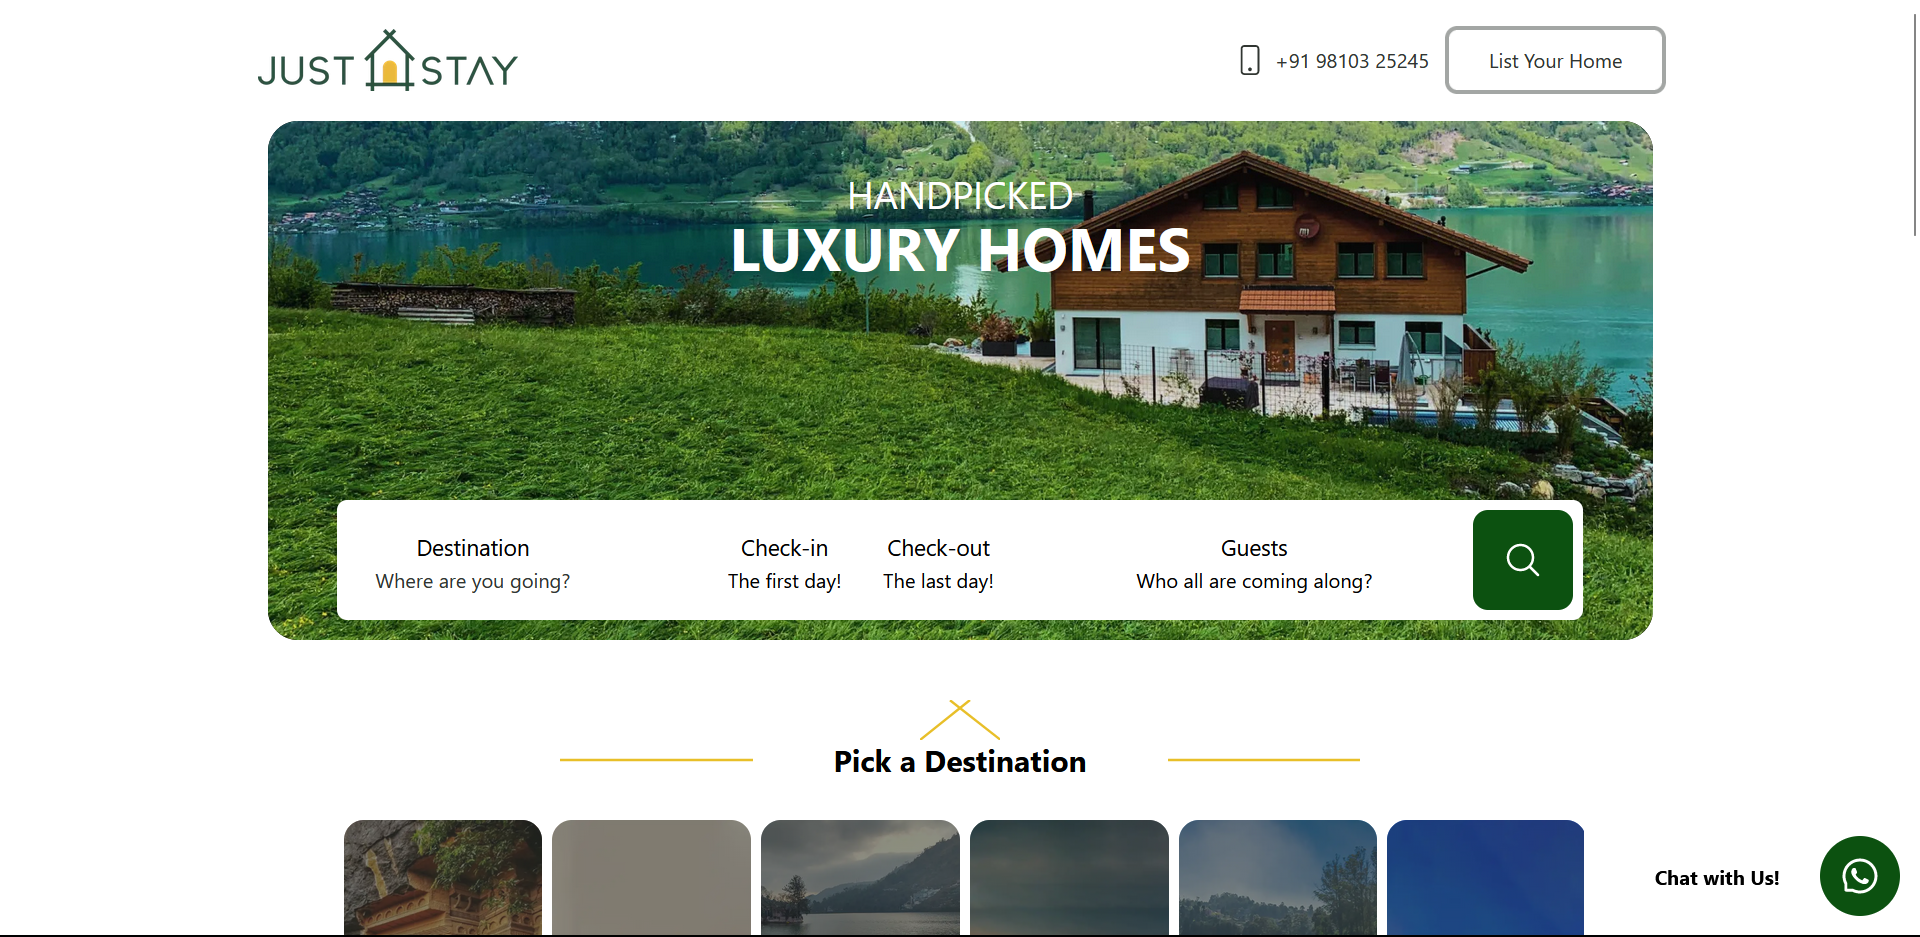 JUST STAY
+91 98103 25245
List Your Home
HANDPICKED
LUXURY HOMES
Destination
Where are you going?
Check-in
The first day!
Check-out
The last day!
Guests
Who all are coming along?
Pick a Destination
Chat with Us!